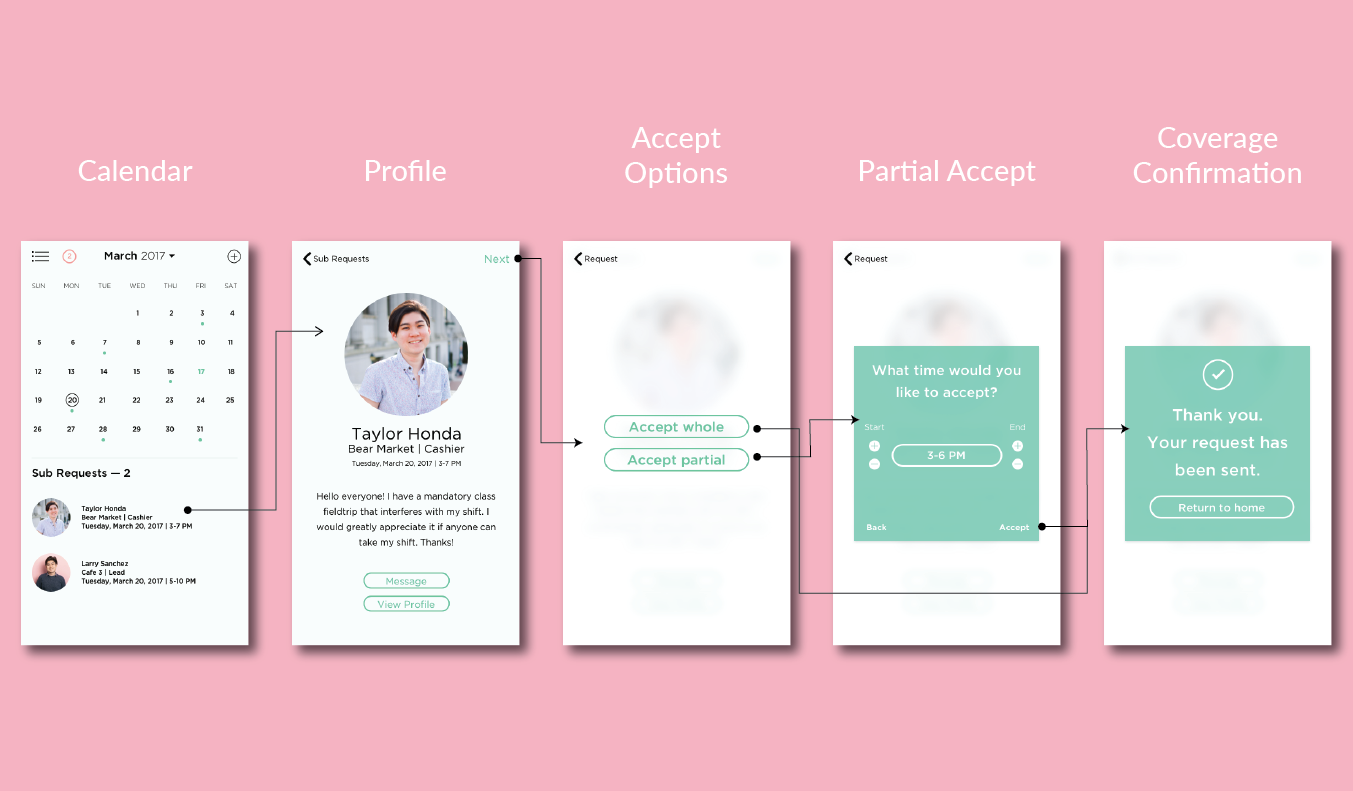 Calendar
Profile
Accept
Options
Partial Accept
Coverage
Confirmation
2
March 2017
SUN MON TUE WED THU FRI SAT
1 2 3 4
5 6 7 8 9 10 11
12 13 14 15 16 17 18
19 20 21 22 23 24 25
26 27 28 29 30 31
Sub Requests — 2
Taylor Honda
Bear Market | Cashier
Tuesday, March 20, 2017 | 3-7 PM
Larry Sanchez
Cafe 3 | Lead
Tuesday, March 20, 2017 | 5-10 PM
Sub Requests
Next
Taylor Honda
Bear Market | Cashier
Tuesday, March 20, 2017 | 3-7 PM
Hello everyone! I have a mandatory class
fieldtrip that interferes with my shift. I
would greatly appreciate it if anyone can
take my shift. Thanks!
Message
View Profile
Request
Accept whole
Accept partial
Request
What time would you
like to accept?
Start
End
3-6 PM
Back
Accept
Thank you.
Your request has
been sent.
Return to home